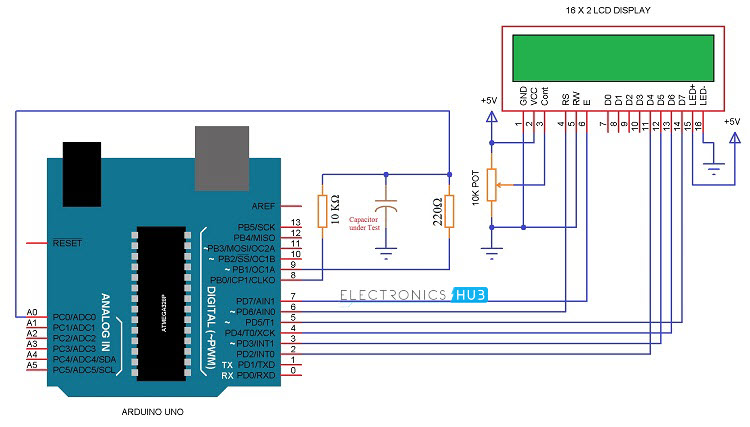 16 X 2 LCD DISPLAY
GND
VCC
Cont
RS
RW
E
D0
D1
D2
D3
D4
D5
D6
D7
LED+
LED-
1
2
3
4
5
6
7
8
9
10
11
12
13
14
15
16
+5V
+5V
10K POT
10 KΩ
Capacitor
under Test
220Ω
ELECTRONICS HUB
AREF
PB5/SCK 13
PB4/MISO 12
~PB3/MOSI/OC2A 11
~ PB2/SS/OC1B 10
~ PB1/OC1A 9
PB0/ICP1/CLKO 8
PD7/AIN1 7
~ PD6/AIN0 6
~ PD5/T1 5
PD4/T0/XCK 4
~ PD3/INT1 3
PD2/INT0 2
TX PD1/TXD 1
RX PD0/RXD 0
DIGITAL (~PWM)
ATMEGA328P
ANALOG IN
RESET
A0 PC0/ADC0
A1 PC1/ADC1
A2 PC2/ADC2
A3 PC3/ADC3
A4 PC4/ADC4/SDA
A5 PC5/ADC5/SCL
ARDUINO UNO